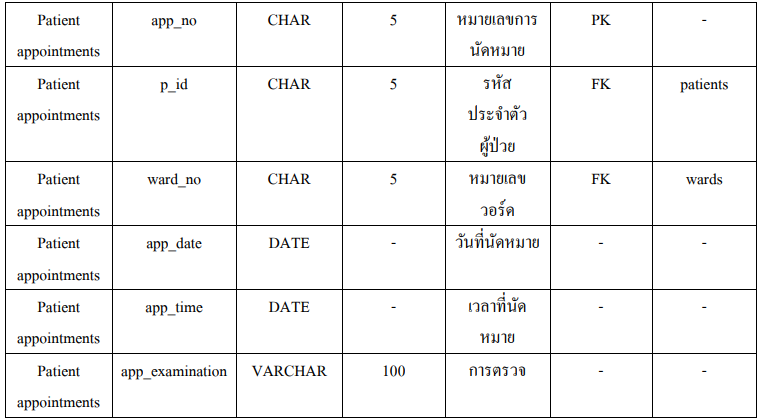 Patient app_no CHAR 5 หมายเลขการ PK -
appointments นัดหมาย
Patient p_id CHAR 5 รหัส FK patients
appointments ประจำตัว
ผู้ป่วย
Patient ward_no CHAR 5 หมายเลข FK wards
appointments วอร์ด
Patient app_date DATE - วันที่นัดหมาย - -
appointments
Patient app_time DATE - เวลาที่นัด - -
appointments หมาย
Patient app_examination VARCHAR 100 การตรวจ - -
appointments